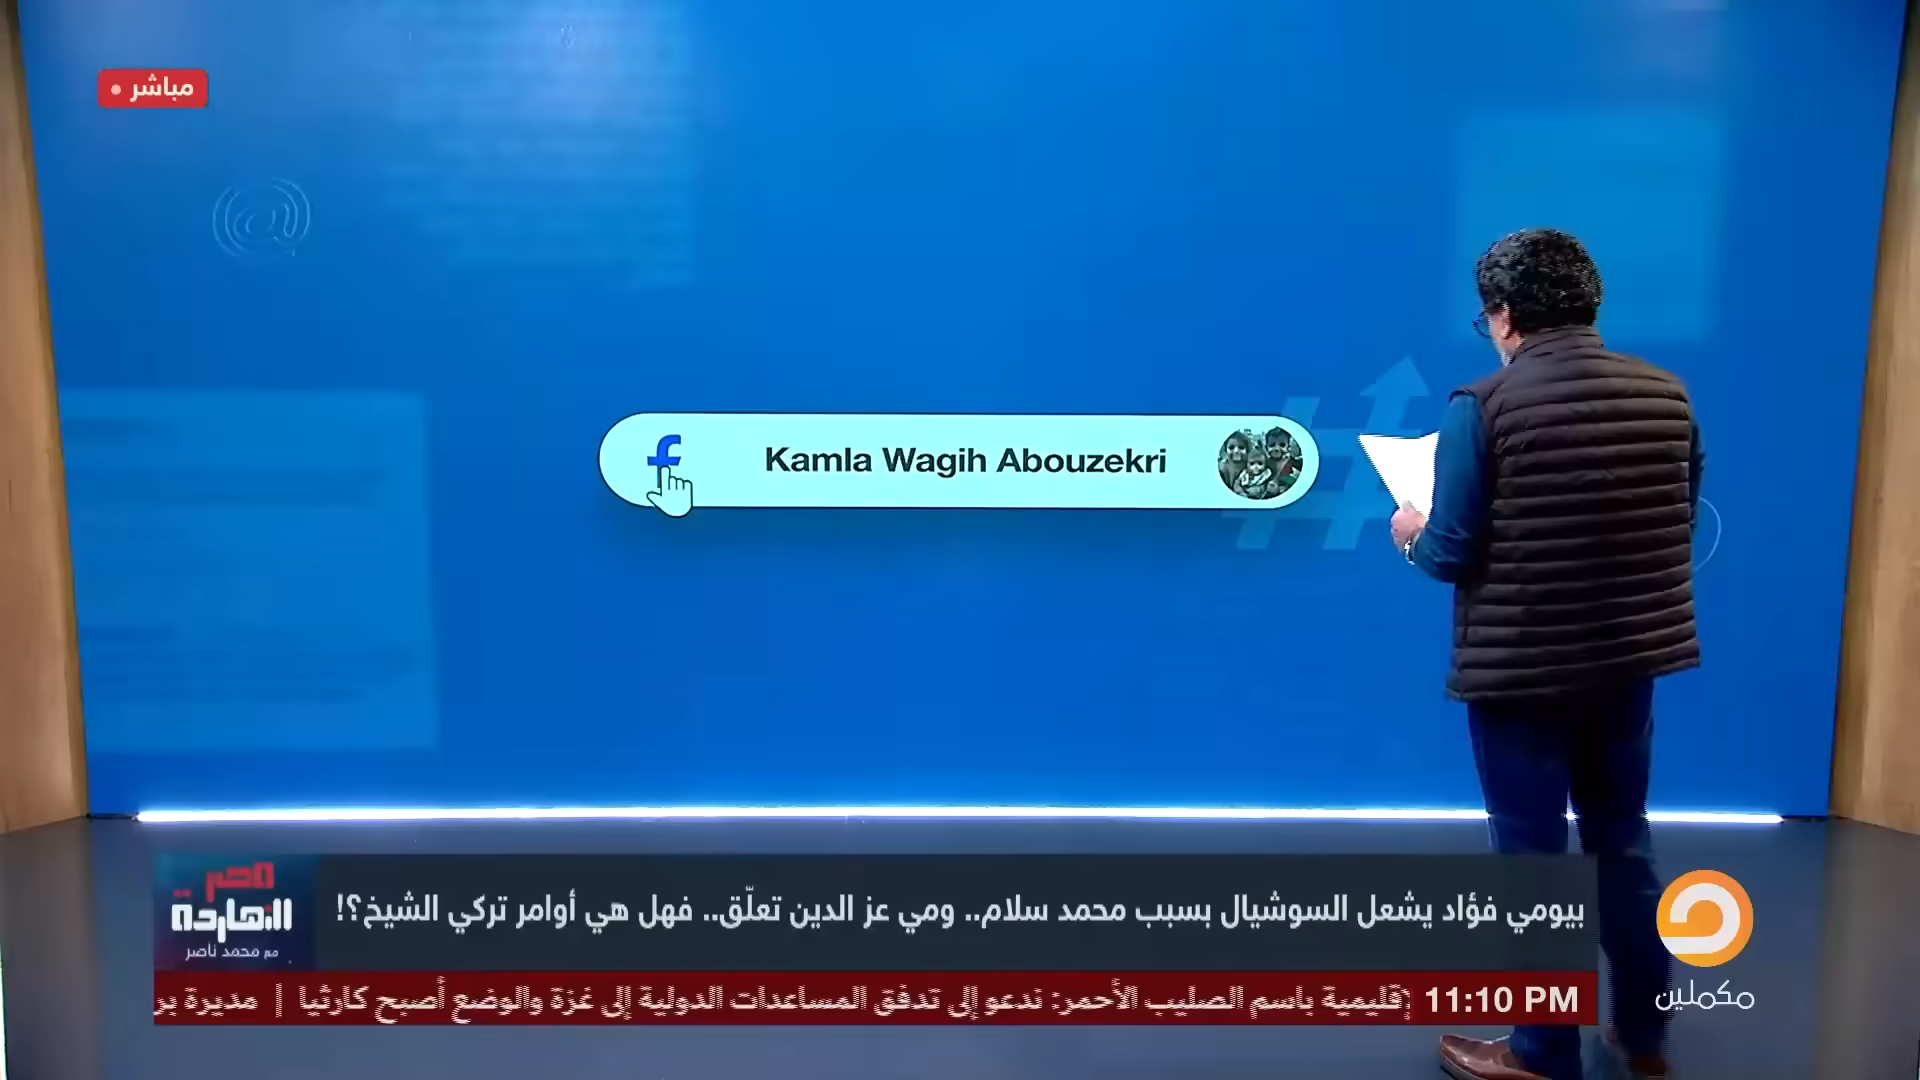 مباشر
Kamla Wagih Abouzekri
بيومي فؤاد يشعل السوشيال بسبب محمد سلام.. ومي عز الدين تعلّق.. فهل هي أوامر تركي الشيخ؟!
مصر
النهاردة
مع محمد ناصر
11:10 PM
إقليمية باسم الصليب الأحمر: ندعو إلى تدفق المساعدات الدولية إلى غزة والوضع أصبح كارثيا | مديرة بر
مكملين